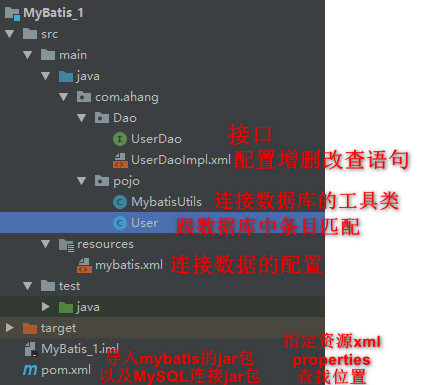 MyBatis_1
src
main
java
com.ahang
Dao
UserDao 接口
UserDaoImpl.xml 配置增删改查语句
pojo
MybatisUtils 连接数据库的工具类
User 跟数据库中条目匹配
resources
mybatis.xml 连接数据的配置
test
java
target
MyBatis_1.iml
pom.xml
导入mybatis的jar包
以及MySQL连接jar包
指定资源xml
properties
查找位置